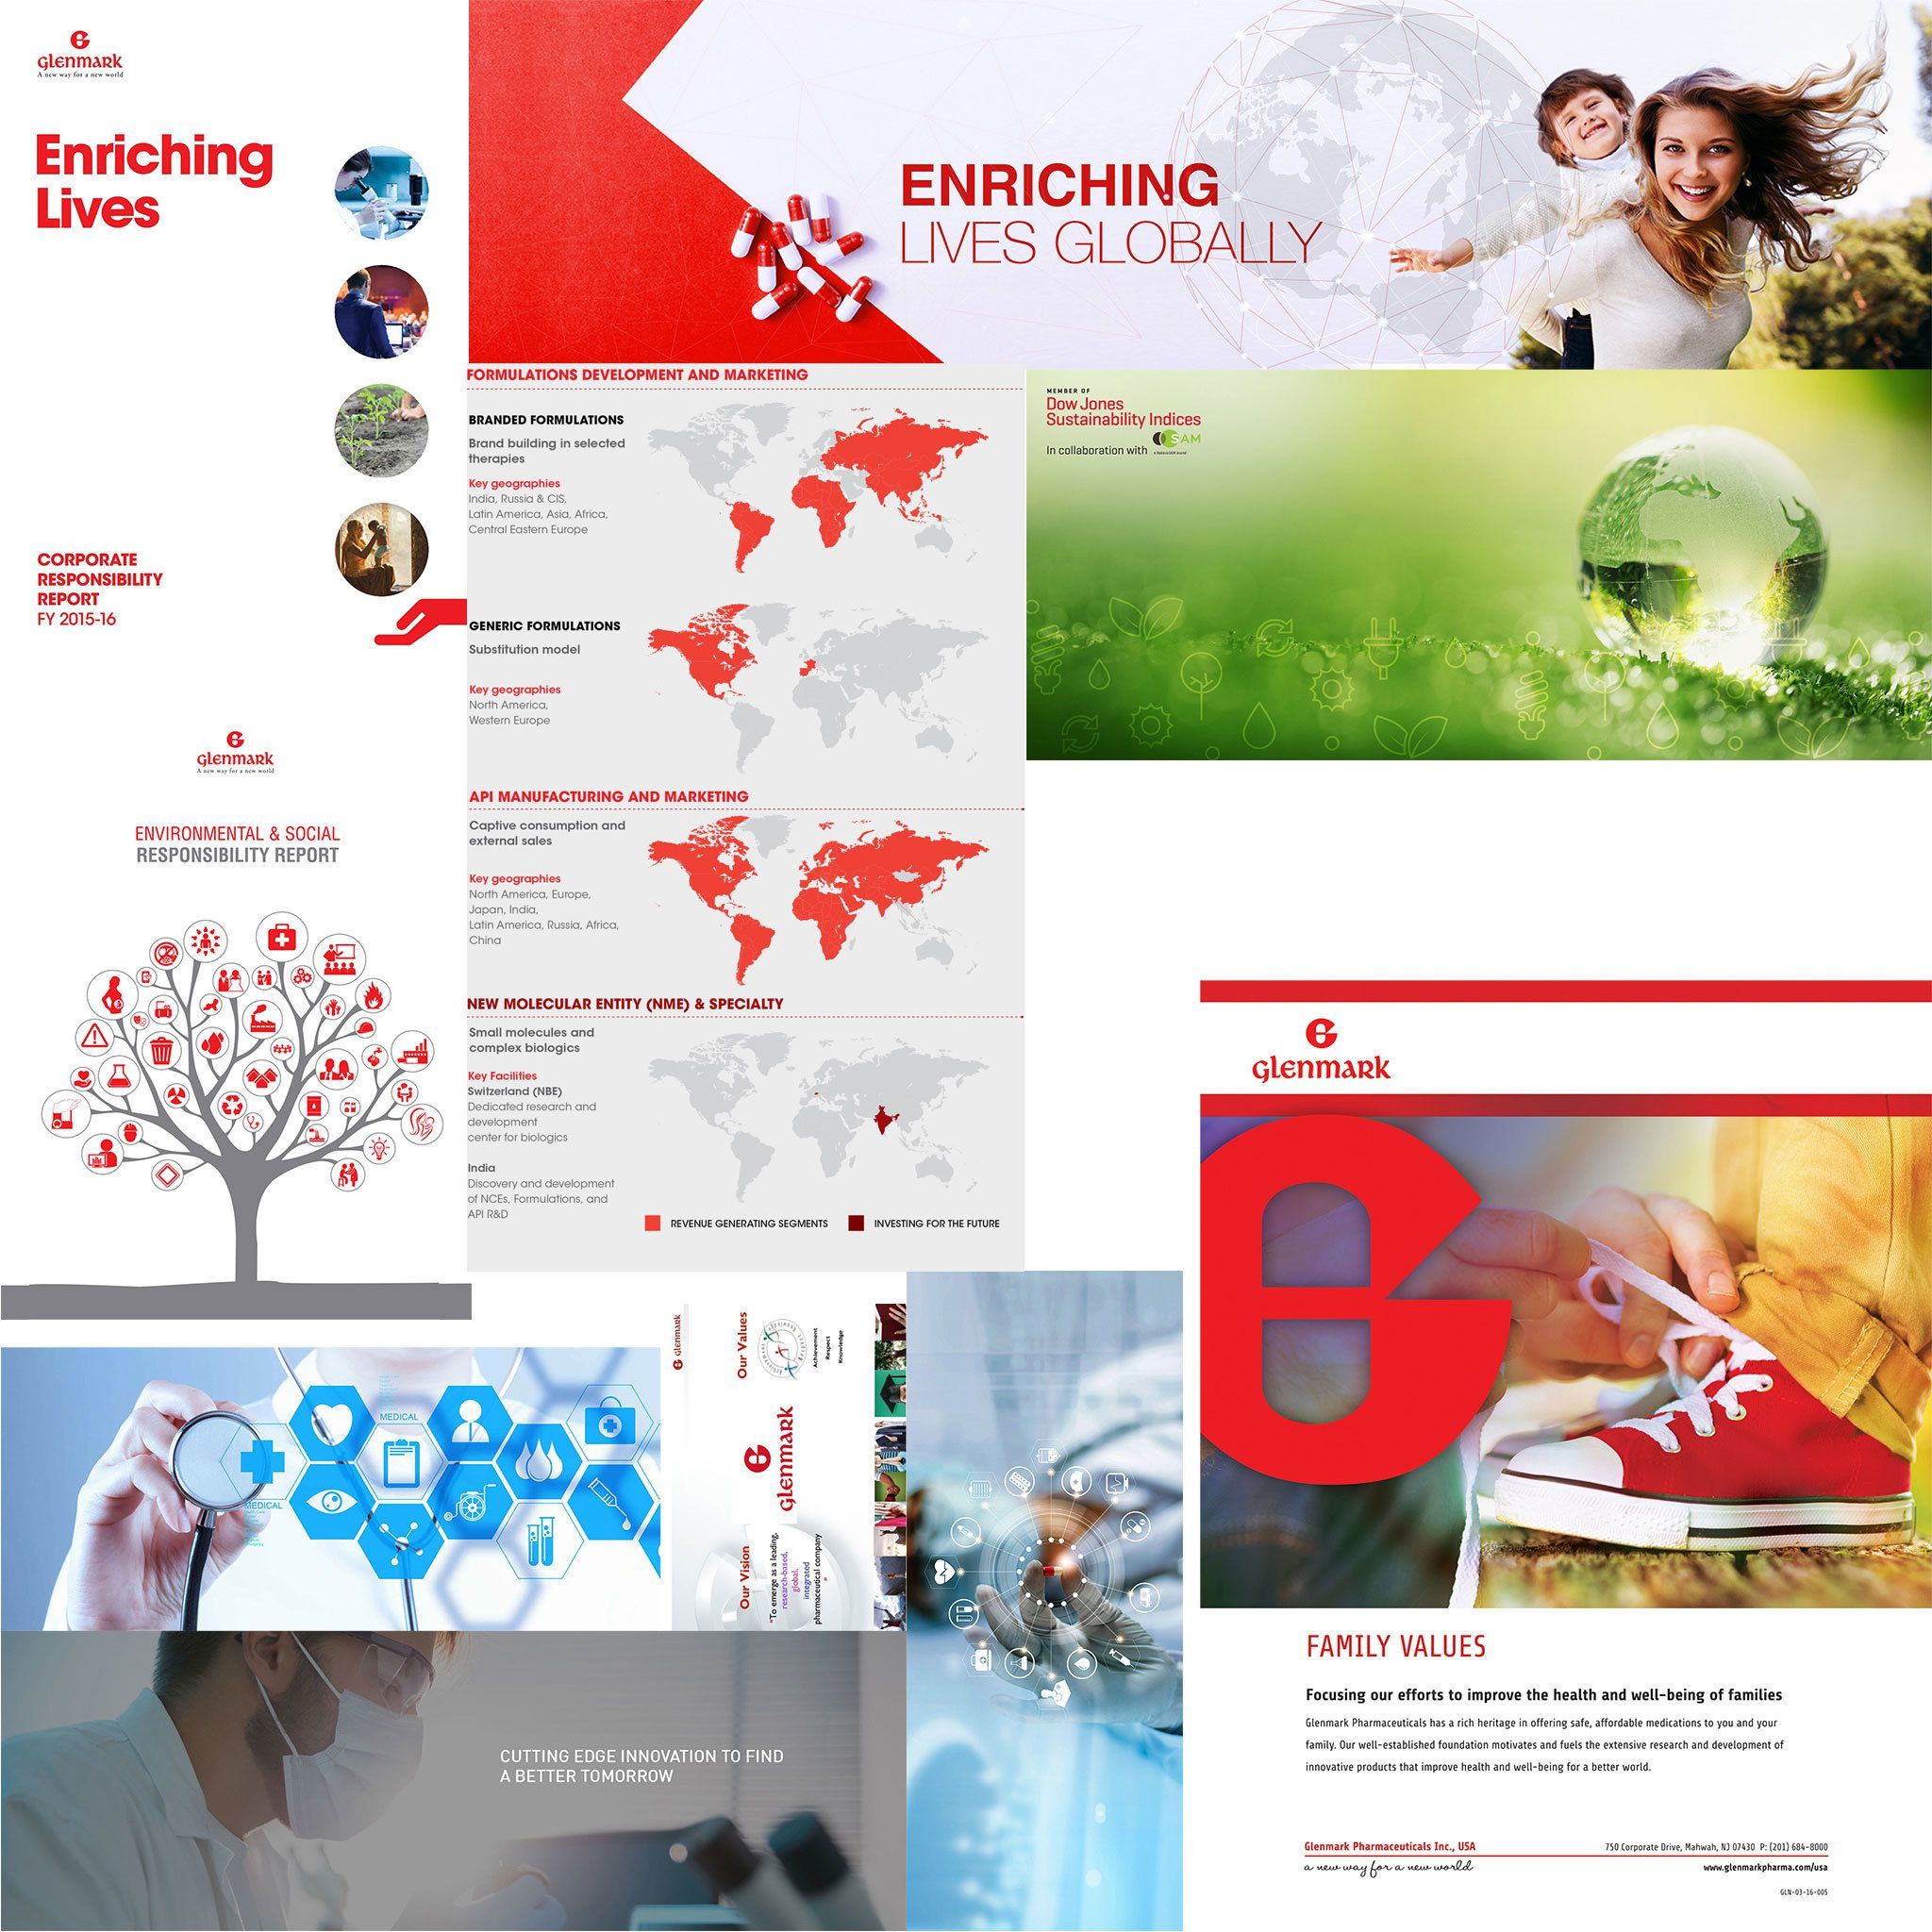 Glenmark
A new way for a new world
Enriching
Lives
CORPORATE
RESPONSIBILITY
REPORT
FY 2015-16
ENRICHING
LIVES GLOBALLY
FORMULATIONS DEVELOPMENT AND MARKETING
BRANDED FORMULATIONS
Brand building in selected
therapies
Key geographies
India, Russia & CIS,
Latin America, Asia, Africa,
Central Eastern Europe
GENERIC FORMULATIONS
Substitution model
Key geographies
North America,
Western Europe
API MANUFACTURING AND MARKETING
Captive consumption and
external sales
Key geographies
North America, Europe,
Japan, India,
Latin America, Russia, Africa,
China
NEW MOLECULAR ENTITY (NME) & SPECIALTY
Small molecules and
complex biologics
Key Facilities
Switzerland (NBE)
Dedicated research and
development
center for biologics
India
Discovery and development
of NCEs, Formulations, and
API R&D
REVENUE GENERATING SEGMENTS
INVESTING FOR THE FUTURE
MEMBER OF
Dow Jones
Sustainability Indices
In collaboration with SAM
Glenmark
A new way for a new world
ENVIRONMENTAL & SOCIAL
RESPONSIBILITY REPORT
MEDICAL
MEDICAL
Glenmark
Our Values
Achievement
Respect
Knowledge
Glenmark
Our Vision
"To emerge as a leading,
research-based,
global,
integrated
pharmaceutical company
"
CUTTING EDGE INNOVATION TO FIND
A BETTER TOMORROW
Glenmark
FAMILY VALUES
Focusing our efforts to improve the health and well-being of families
Glenmark Pharmaceuticals has a rich heritage in offering safe, affordable medications to you and your
family. Our well-established foundation motivates and fuels the extensive research and development of
innovative products that improve health and well-being for a better world.
Glenmark Pharmaceuticals Inc., USA
750 Corporate Drive, Mahwah, NJ 07430 P: (201) 684-8000
a new way for a new world
www.glenmarkpharma.com/usa
GLN-03-16-005